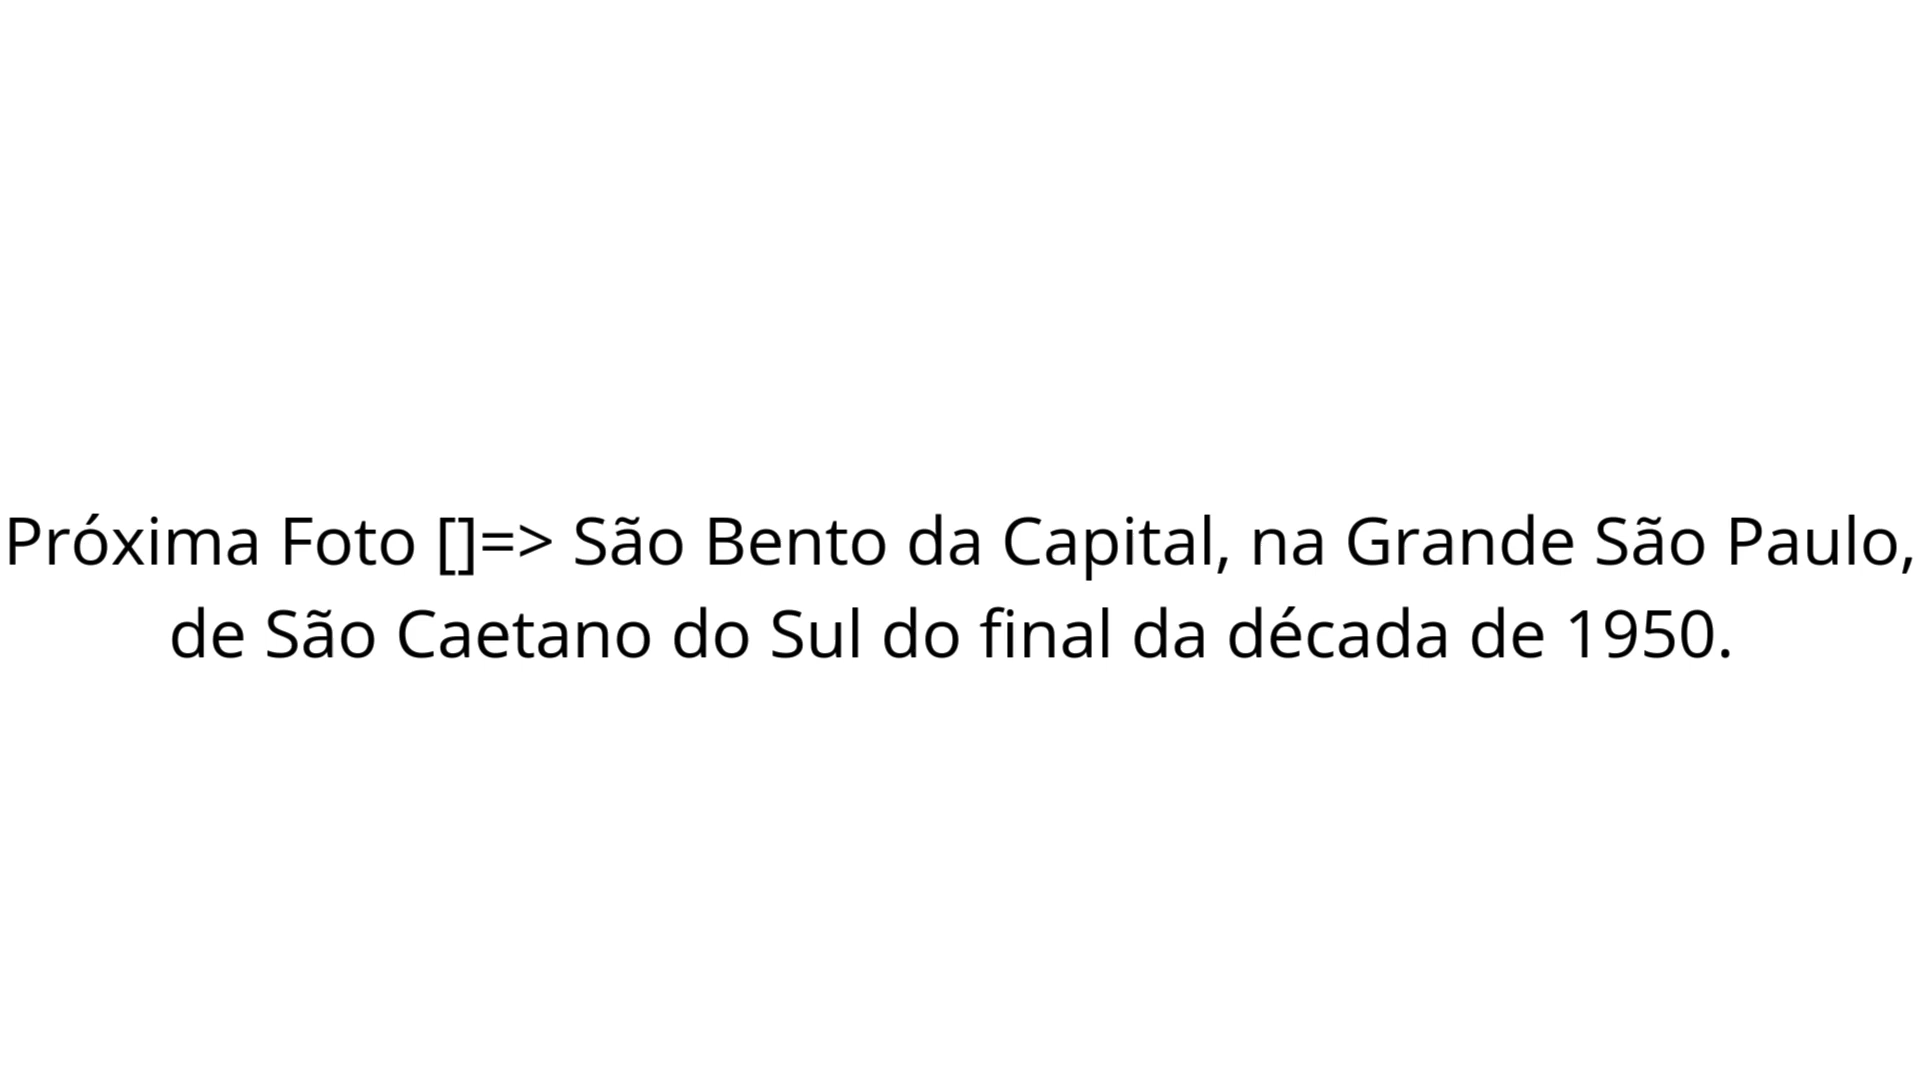 Próxima Foto []=> São Bento da Capital, na Grande São Paulo,
de São Caetano do Sul do final da década de 1950.